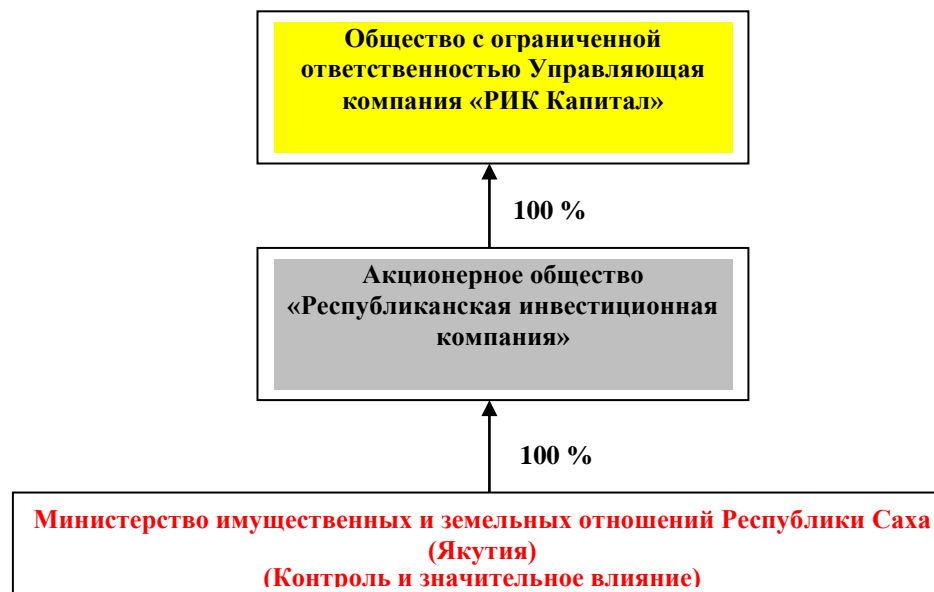 Общество с ограниченной
ответственностью Управляющая
компания «РИК Капитал»
100 %
Акционерное общество
«Республиканская инвестиционная
компания»
100 %
Министерство имущественных и земельных отношений Республики Саха
(Якутия)
(Контроль и значительное влияние)